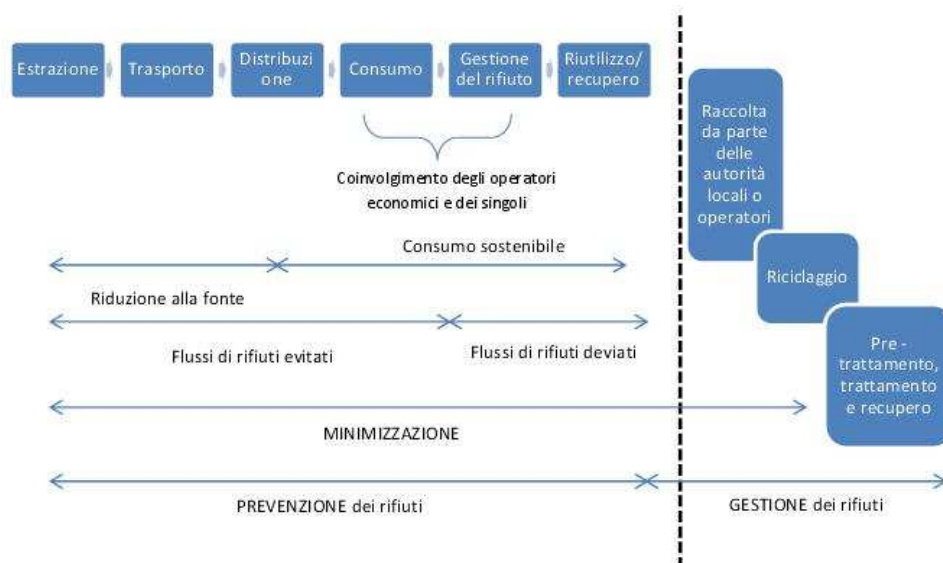 Estrazione
Trasporto
Distribuzi
one
Consumo
Gestione
del rifiuto
Riutilizzo/
recupero
Raccolta
da parte
delle
autorità
locali o
operatori
Coinvolgimento degli operatori
economici e dei singoli
Consumo sostenibile
Riciclaggio
Riduzione alla fonte
Flussi di rifiuti evitati
Flussi di rifiuti deviati
Pre -
trattamento,
trattamento
e recupero
MINIMIZZAZIONE
PREVENZIONE dei rifiuti
GESTIONE dei rifiuti